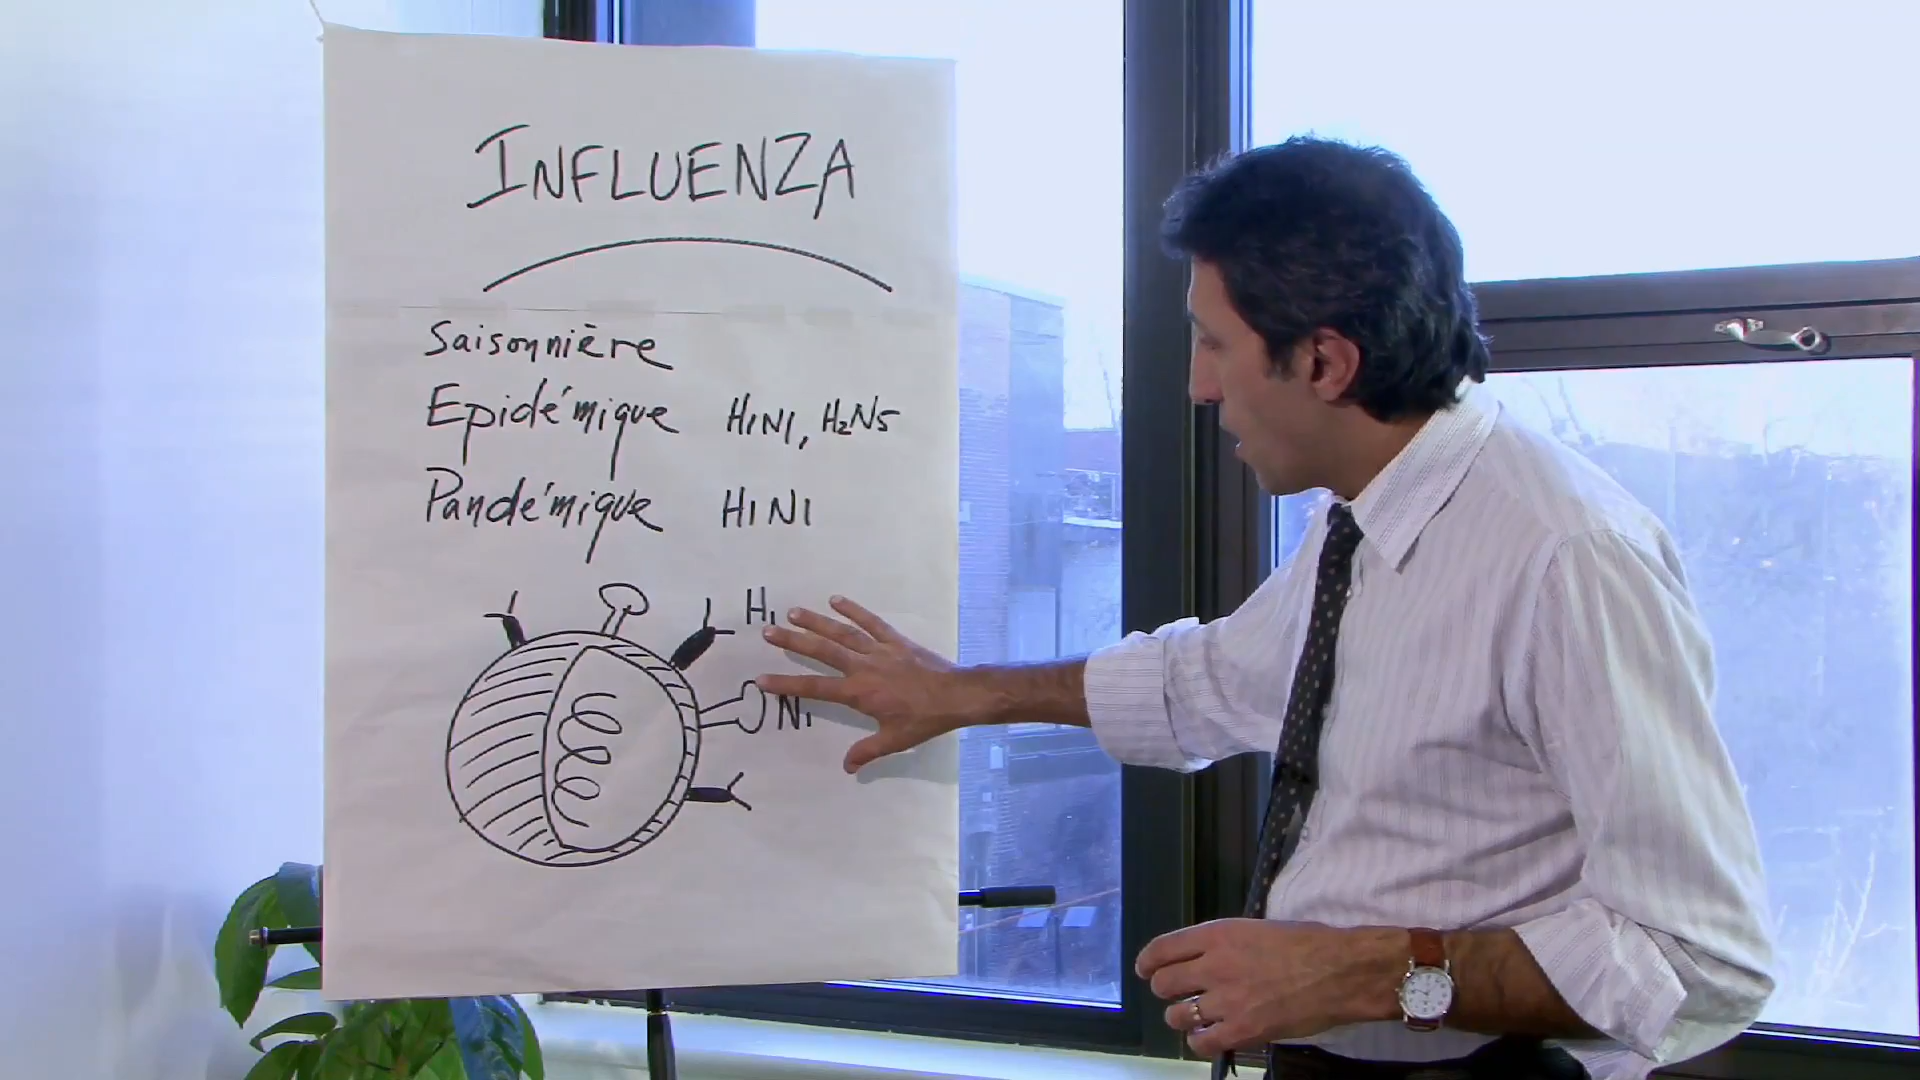 INFLUENZA
Saisonnière
Epidémique H1N1, H2N5
Pandémique H1N1
H1
N1